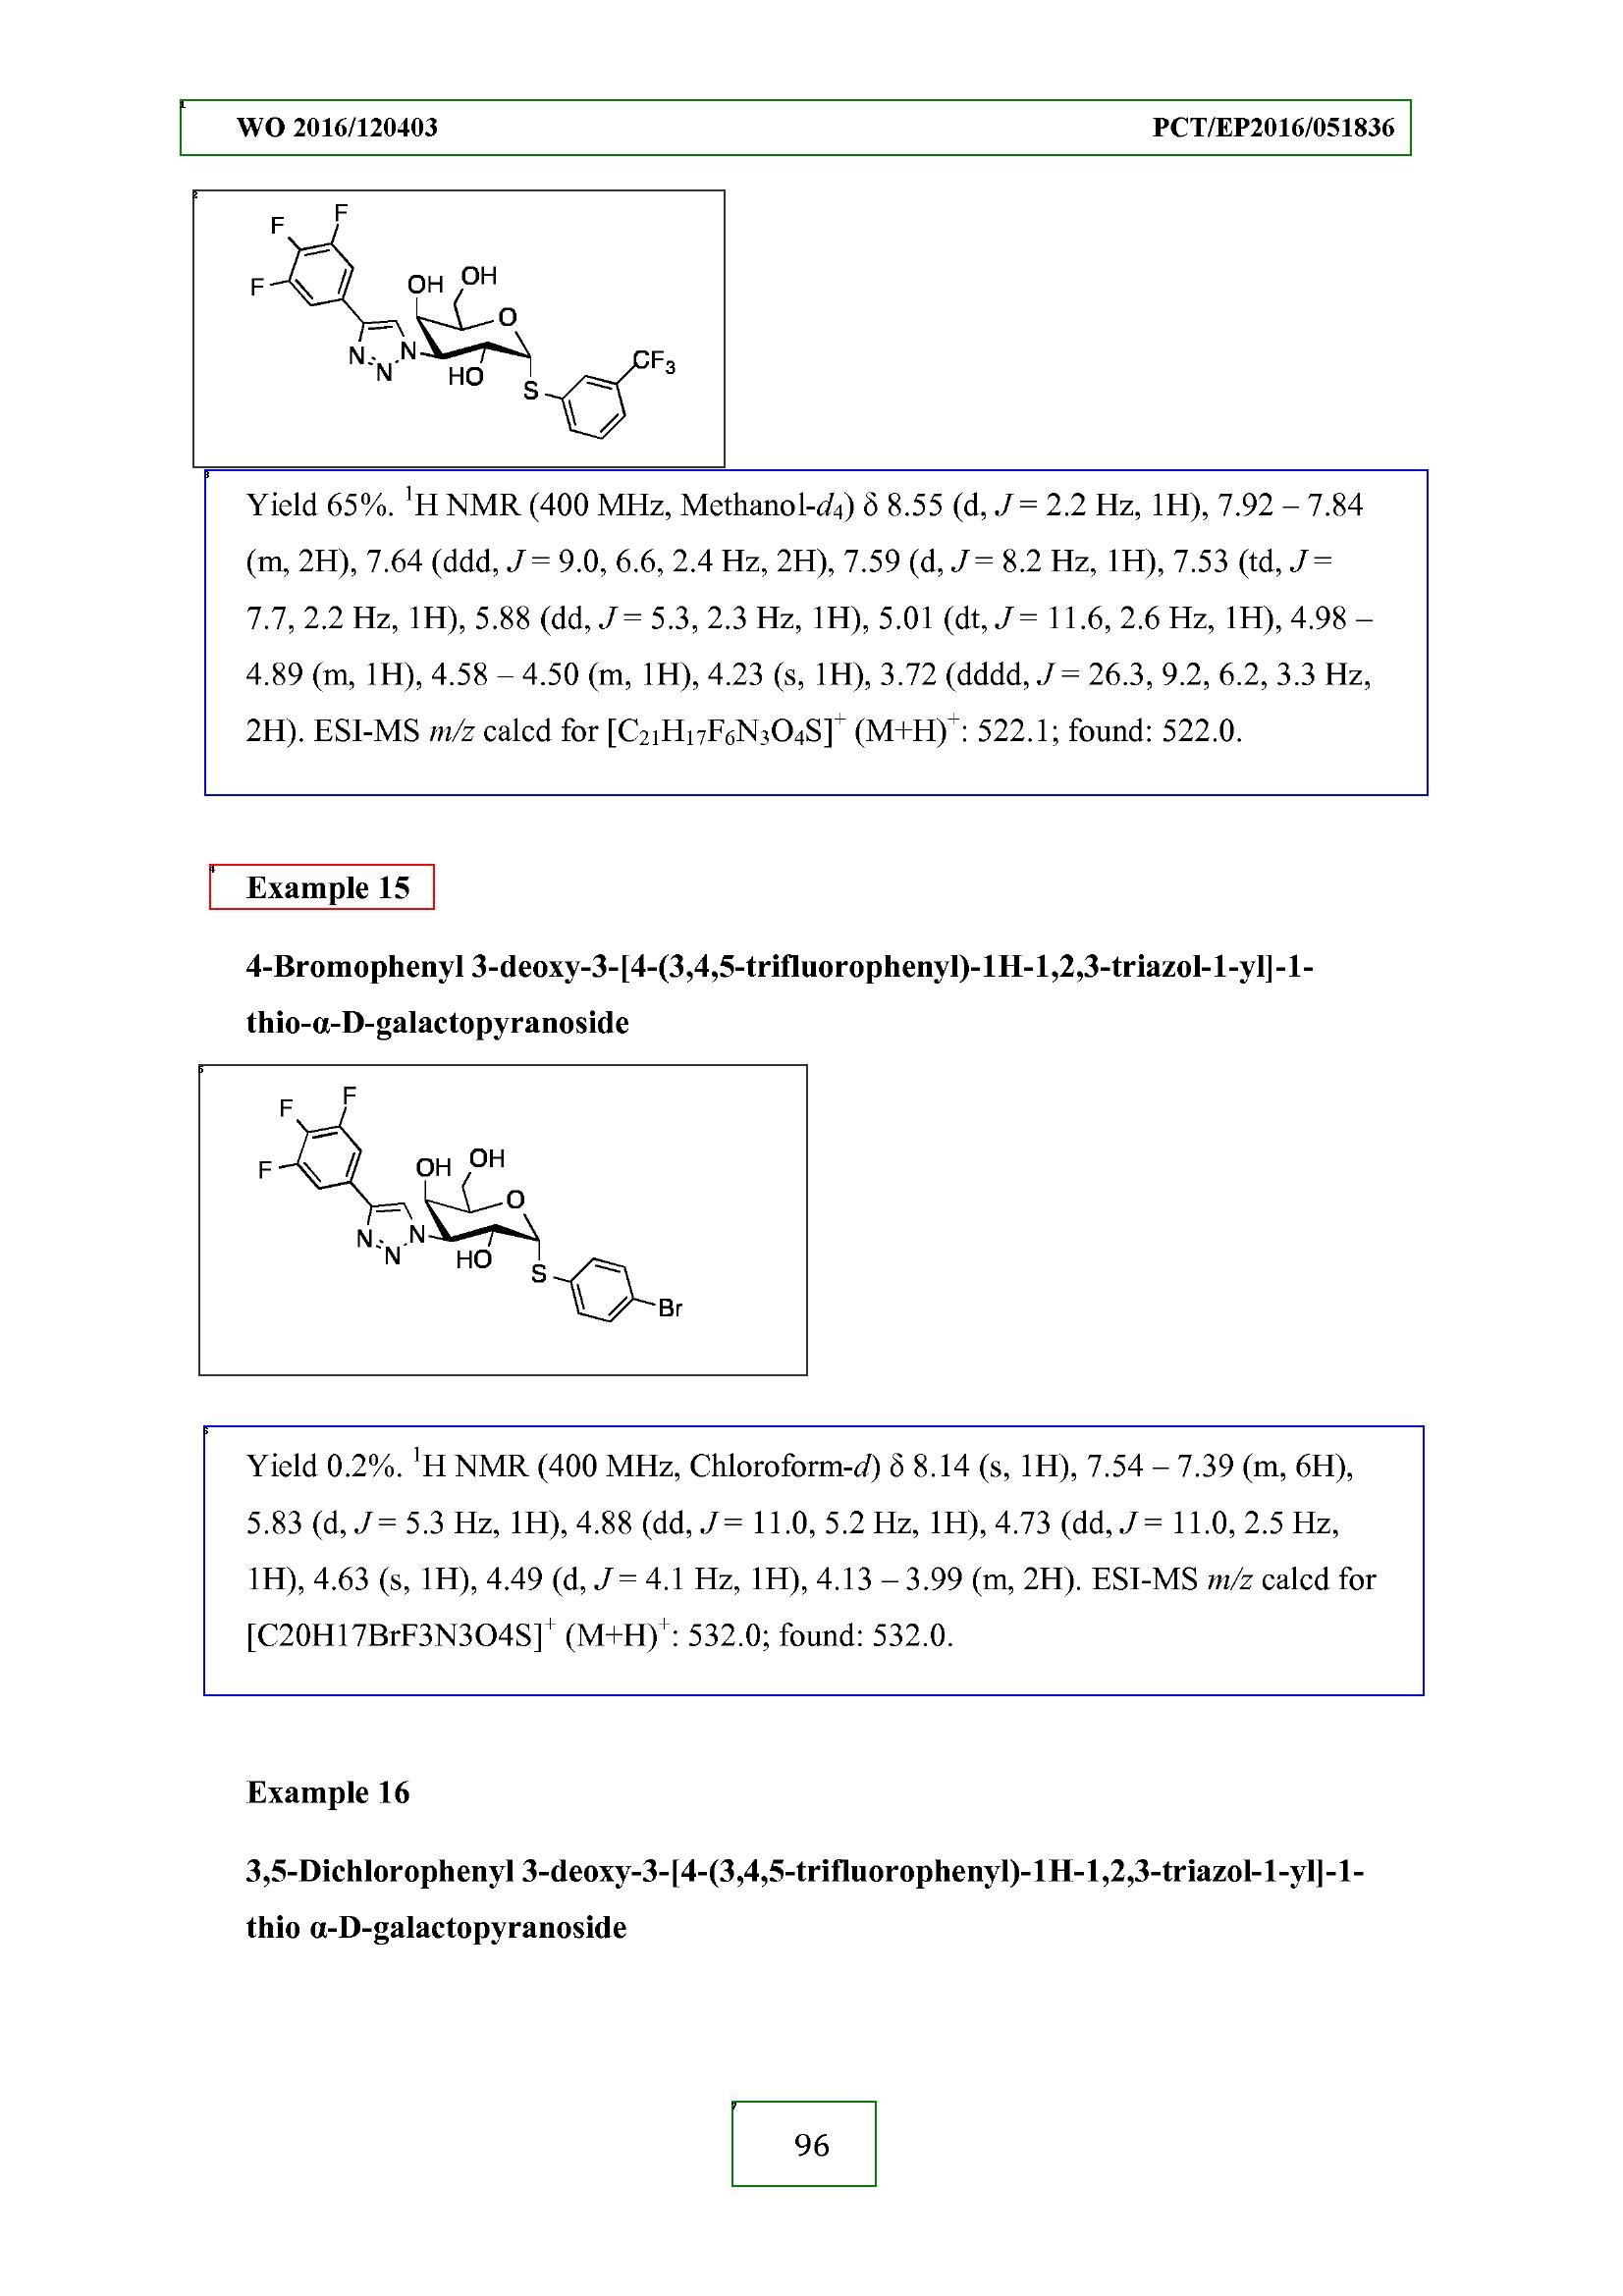 WO 2016/120403 PCT/EP2016/051836
F
F
F
OH
OH
O
N
N
N
HO
S
CF3
Yield 65%. ¹H NMR (400 MHz, Methanol-d₄) δ 8.55 (d, J = 2.2 Hz, 1H), 7.92 – 7.84
(m, 2H), 7.64 (ddd, J = 9.0, 6.6, 2.4 Hz, 2H), 7.59 (d, J = 8.2 Hz, 1H), 7.53 (td, J =
7.7, 2.2 Hz, 1H), 5.88 (dd, J = 5.3, 2.3 Hz, 1H), 5.01 (dt, J = 11.6, 2.6 Hz, 1H), 4.98 –
4.89 (m, 1H), 4.58 – 4.50 (m, 1H), 4.23 (s, 1H), 3.72 (dddd, J = 26.3, 9.2, 6.2, 3.3 Hz,
2H). ESI-MS m/z calcd for [C₂₁H₁₇F₆N₃O₄S]⁺ (M+H)⁺: 522.1; found: 522.0.
Example 15
4-Bromophenyl 3-deoxy-3-[4-(3,4,5-trifluorophenyl)-1H-1,2,3-triazol-1-yl]-1-
thio-α-D-galactopyranoside
F
F
F
OH
OH
O
N
N
N
HO
S
Br
Yield 0.2%. ¹H NMR (400 MHz, Chloroform-d) δ 8.14 (s, 1H), 7.54 – 7.39 (m, 6H),
5.83 (d, J = 5.3 Hz, 1H), 4.88 (dd, J = 11.0, 5.2 Hz, 1H), 4.73 (dd, J = 11.0, 2.5 Hz,
1H), 4.63 (s, 1H), 4.49 (d, J = 4.1 Hz, 1H), 4.13 – 3.99 (m, 2H). ESI-MS m/z calcd for
[C20H17BrF3N3O4S]⁺ (M+H)⁺: 532.0; found: 532.0.
Example 16
3,5-Dichlorophenyl 3-deoxy-3-[4-(3,4,5-trifluorophenyl)-1H-1,2,3-triazol-1-yl]-1-
thio α-D-galactopyranoside
96